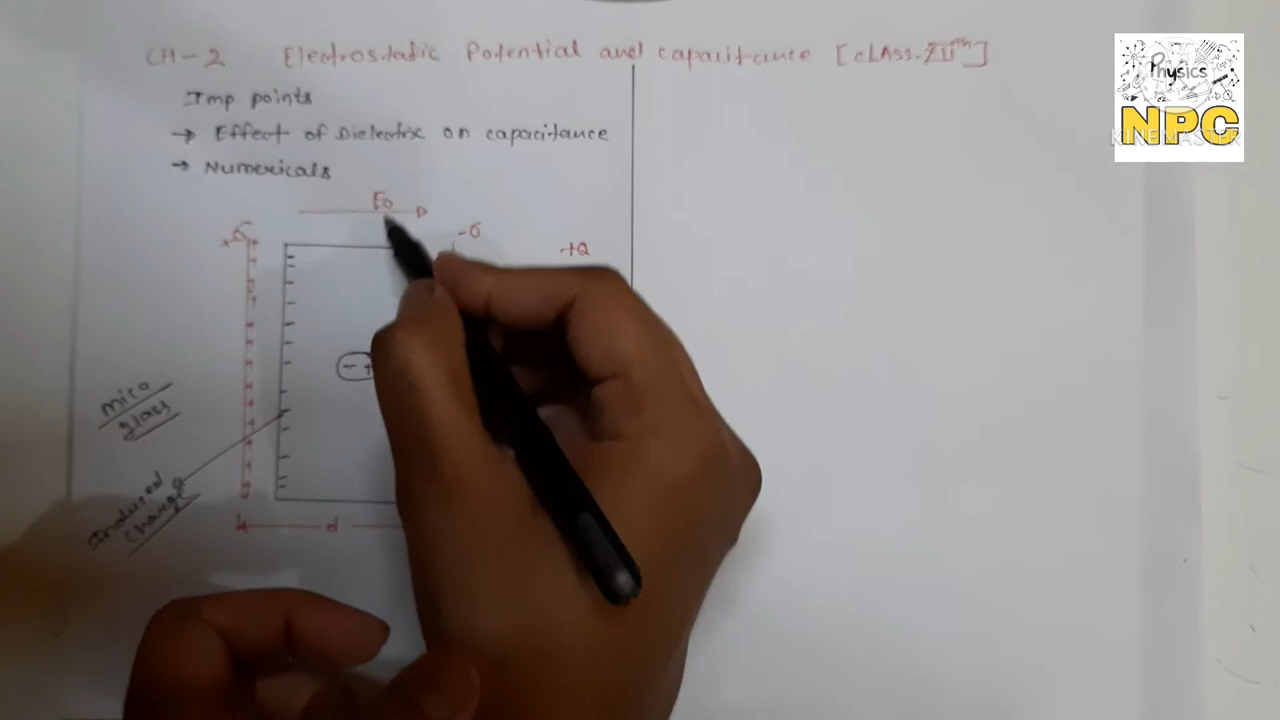 CH-2 Electrostatic Potential and capacitance [CLASS-XIIth]
Imp points
→ Effect of Dielectric on capacitance
→ Numericals
E0
+σ
-σ
+Q
- +
mica
glass
Induced
charge
d
Physics
NPC
KINEMASTER